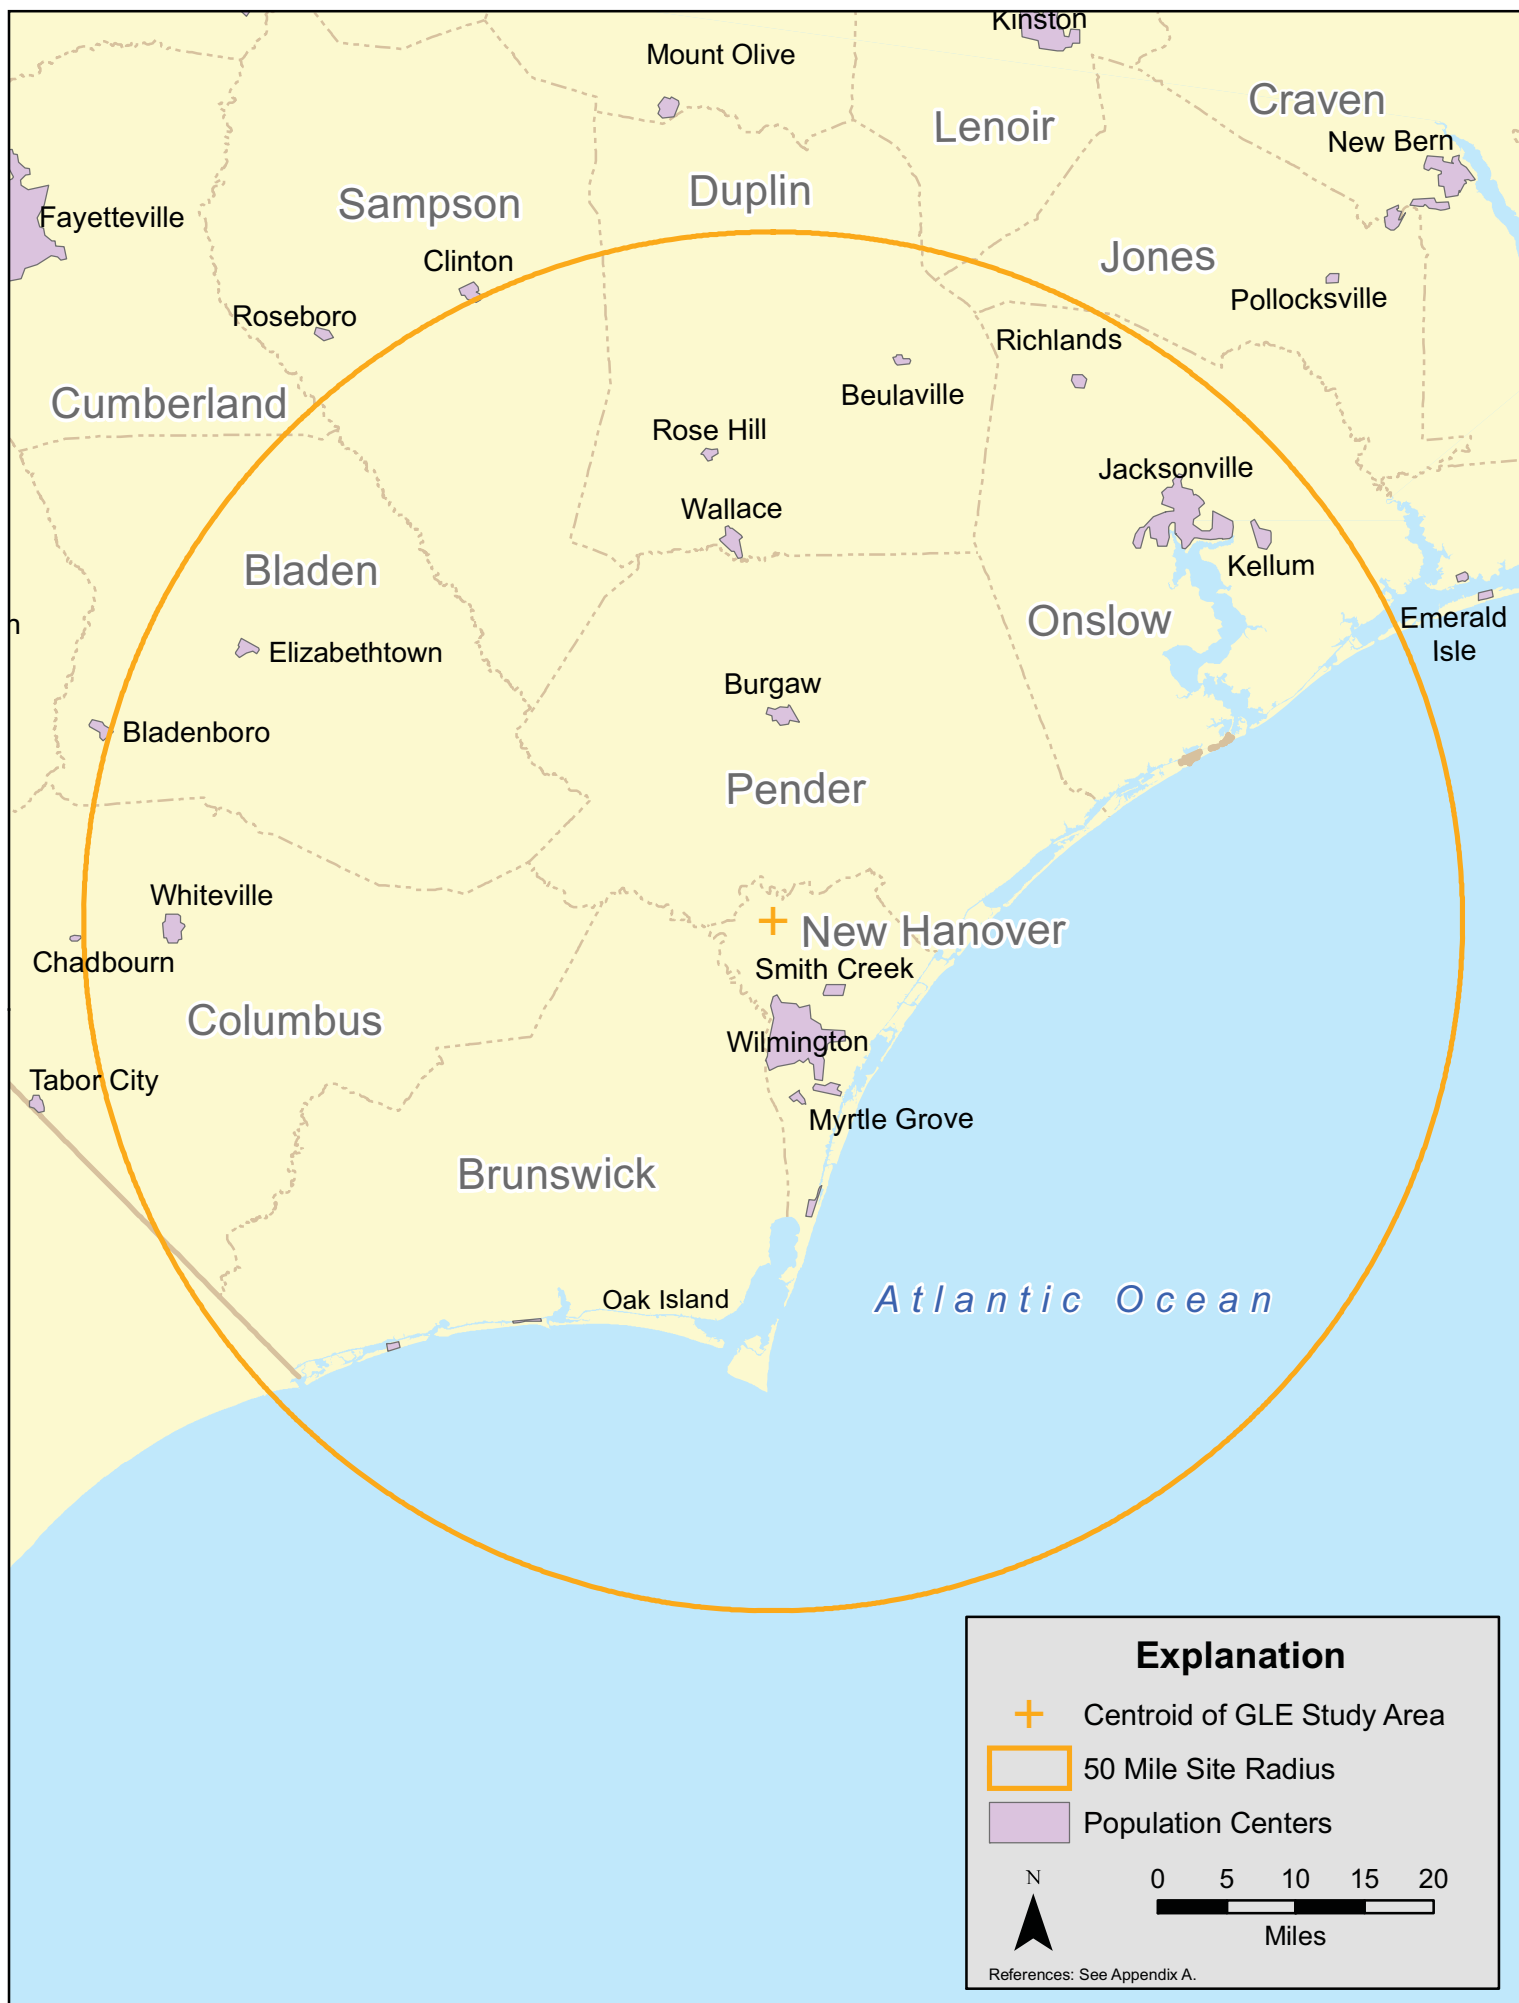 Kinston
Mount Olive
Craven
Lenoir
New Bern
Duplin
Sampson
Fayetteville
Jones
Clinton
Pollocksville
Roseboro
Richlands
Beulaville
Cumberland
Rose Hill
Jacksonville
Wallace
Kellum
Bladen
Onslow
Emerald
Isle
n
Elizabethtown
Burgaw
Bladenboro
Pender
Whiteville
New Hanover
Chadbourn
Smith Creek
Columbus
Wilmington
Tabor City
Myrtle Grove
Brunswick
Oak Island
Atlantic Ocean
Explanation
Centroid of GLE Study Area
50 Mile Site Radius
Population Centers
N
0 5 10 15 20
Miles
References: See Appendix A.